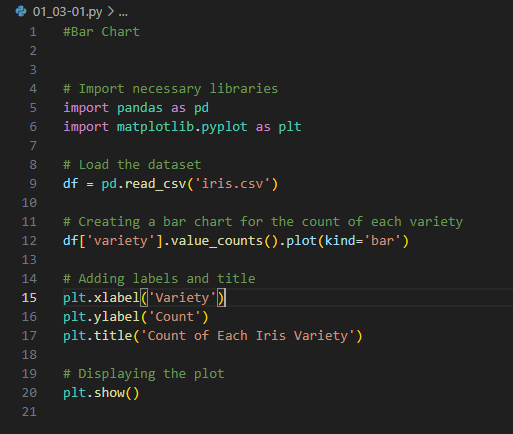 01_03-01.py > ...
1 #Bar Chart
2
3
4 # Import necessary libraries
5 import pandas as pd
6 import matplotlib.pyplot as plt
7
8 # Load the dataset
9 df = pd.read_csv('iris.csv')
10
11 # Creating a bar chart for the count of each variety
12 df['variety'].value_counts().plot(kind='bar')
13
14 # Adding labels and title
15 plt.xlabel('Variety')
16 plt.ylabel('Count')
17 plt.title('Count of Each Iris Variety')
18
19 # Displaying the plot
20 plt.show()
21